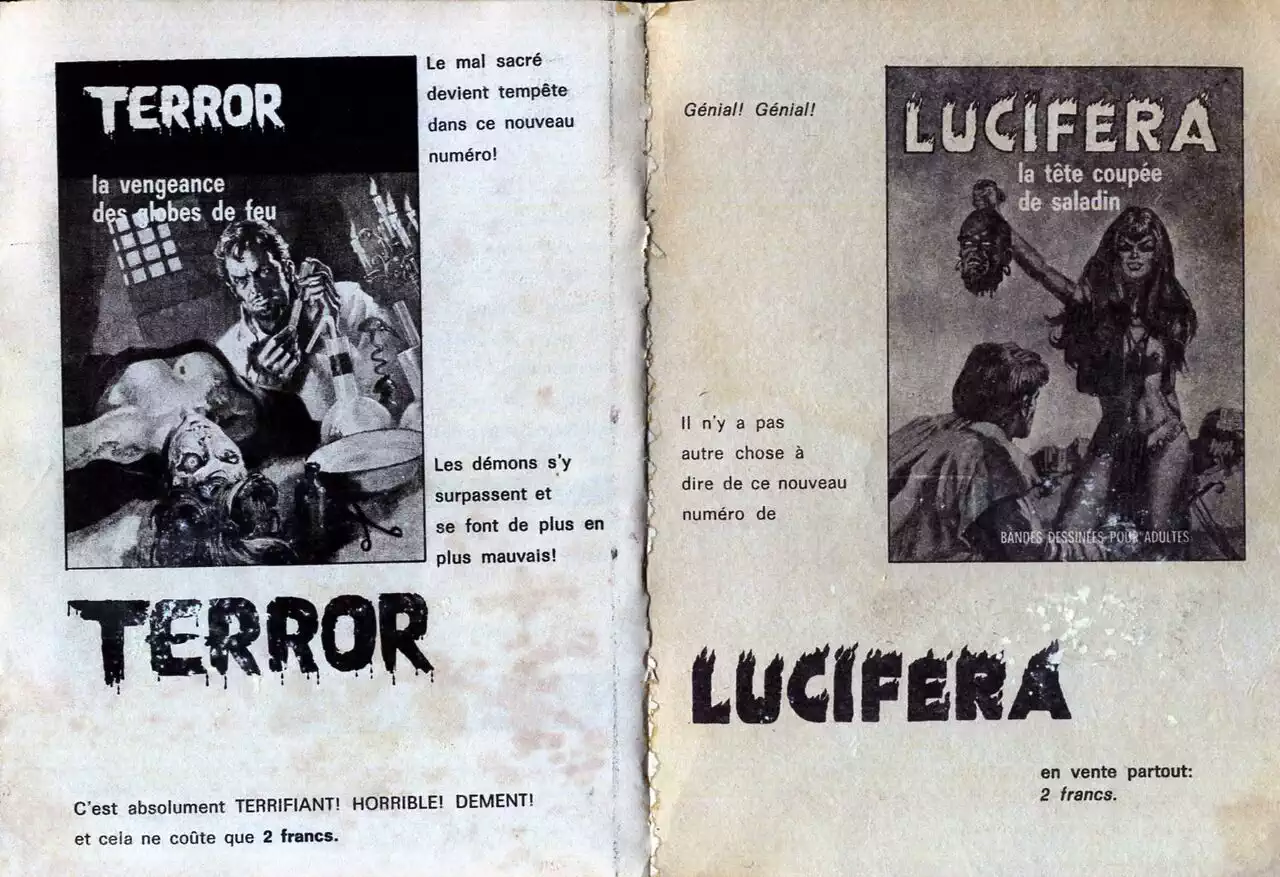 TERROR
la vengeance
des globes de feu
Le mal sacré
devient tempête
dans ce nouveau
numéro!
Les démons s'y
surpassent et
se font de plus en
plus mauvais!
TERROR
C'est absolument TERRIFIANT! HORRIBLE! DEMENT!
et cela ne coûte que 2 francs.
Génial! Génial!
LUCIFERA
la tête coupée
de saladin
BANDES DESSINÉES POUR ADULTES
Il n'y a pas
autre chose à
dire de ce nouveau
numéro de
LUCIFERA
en vente partout:
2 francs.